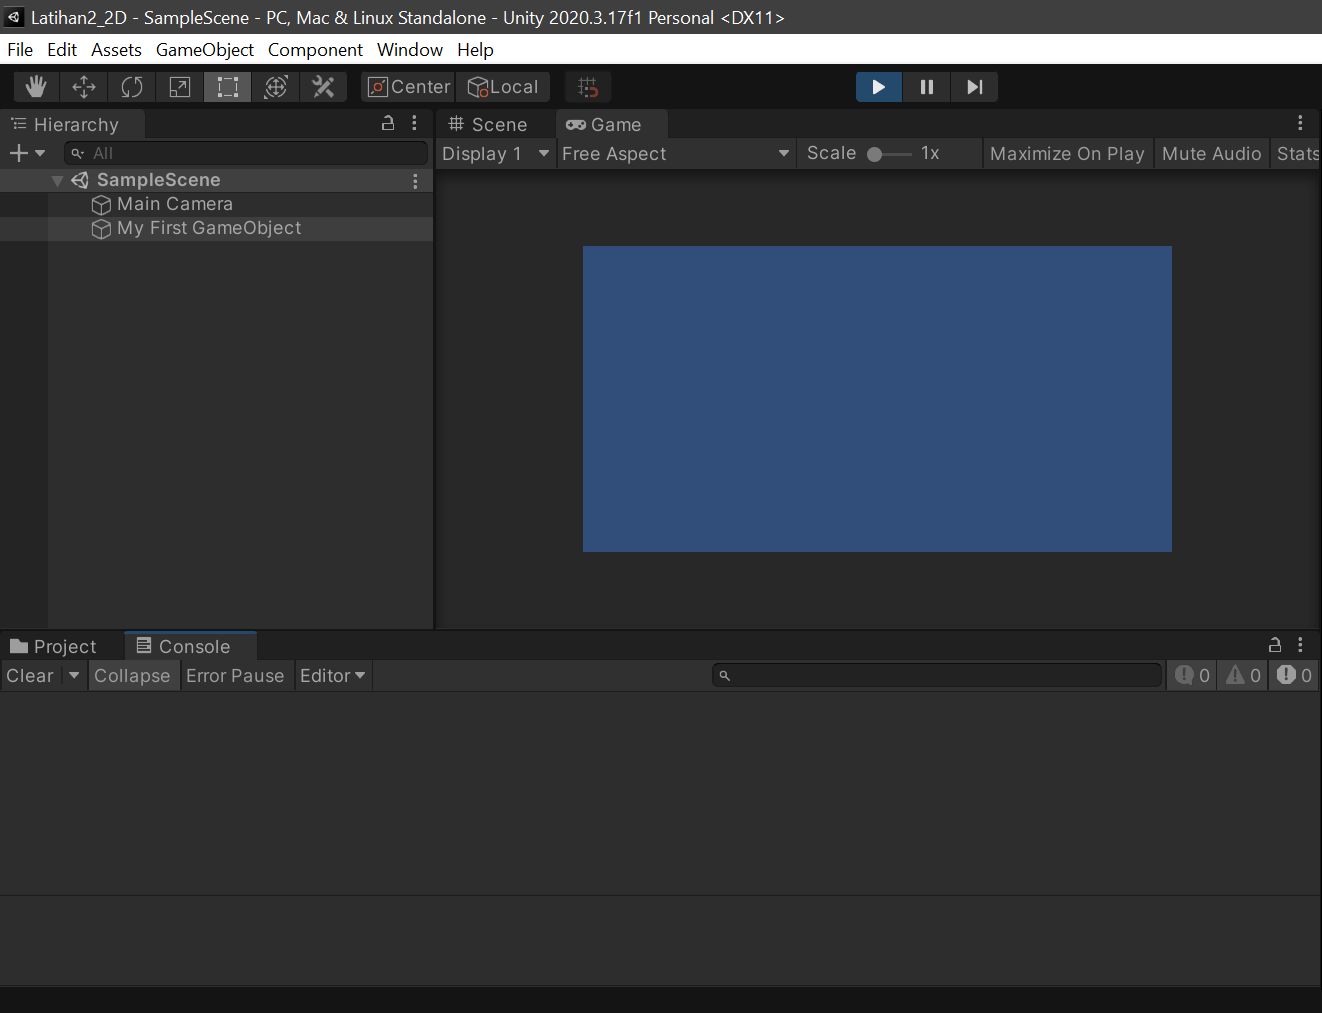 Latihan2_2D - SampleScene - PC, Mac & Linux Standalone - Unity 2020.3.17f1 Personal <DX11>
File Edit Assets GameObject Component Window Help
Center Local
Hierarchy
All
SampleScene
Main Camera
My First GameObject
Scene Game
Display 1 Free Aspect Scale 1x Maximize On Play Mute Audio Stats
Project Console
Clear Collapse Error Pause Editor 0 0 0